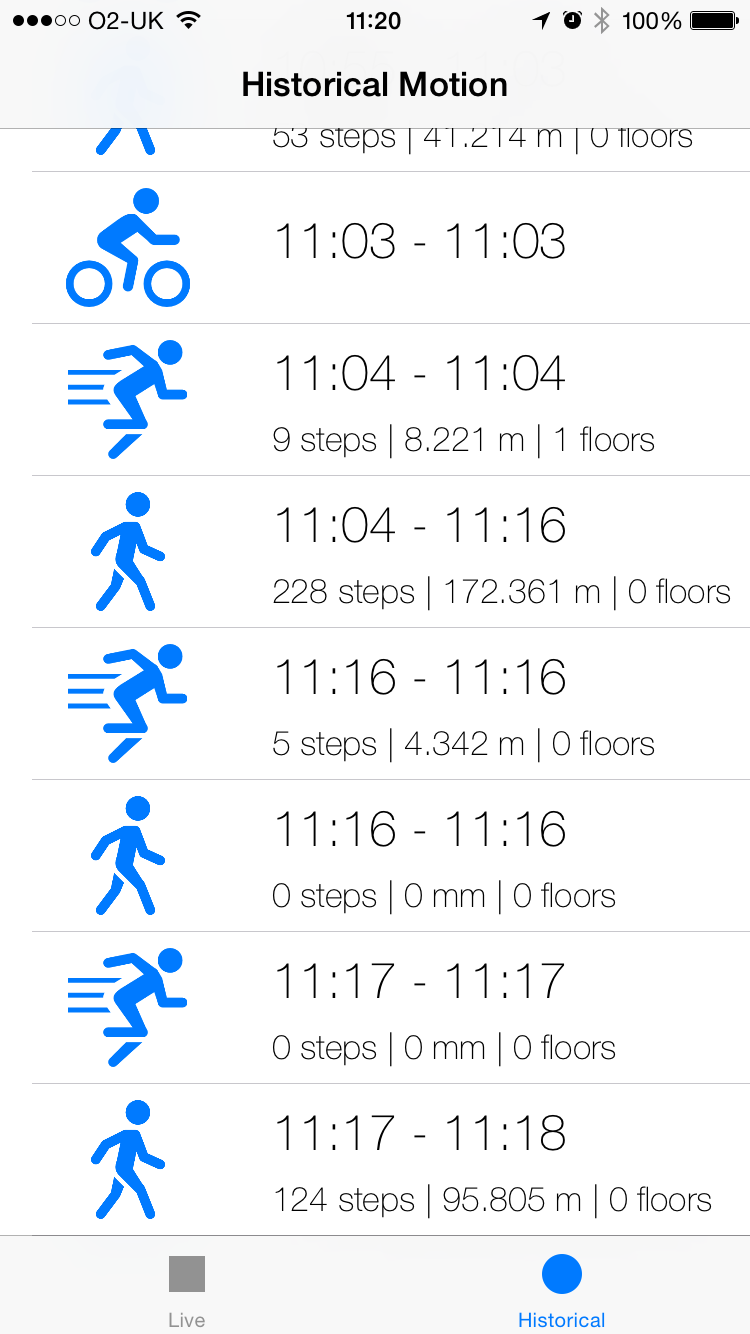 O2-UK 11:20 100%
Historical Motion
53 steps | 41.214 m | 0 floors
11:03 - 11:03
11:04 - 11:04
9 steps | 8.221 m | 1 floors
11:04 - 11:16
228 steps | 172.361 m | 0 floors
11:16 - 11:16
5 steps | 4.342 m | 0 floors
11:16 - 11:16
0 steps | 0 mm | 0 floors
11:17 - 11:17
0 steps | 0 mm | 0 floors
11:17 - 11:18
124 steps | 95.805 m | 0 floors
Live Historical